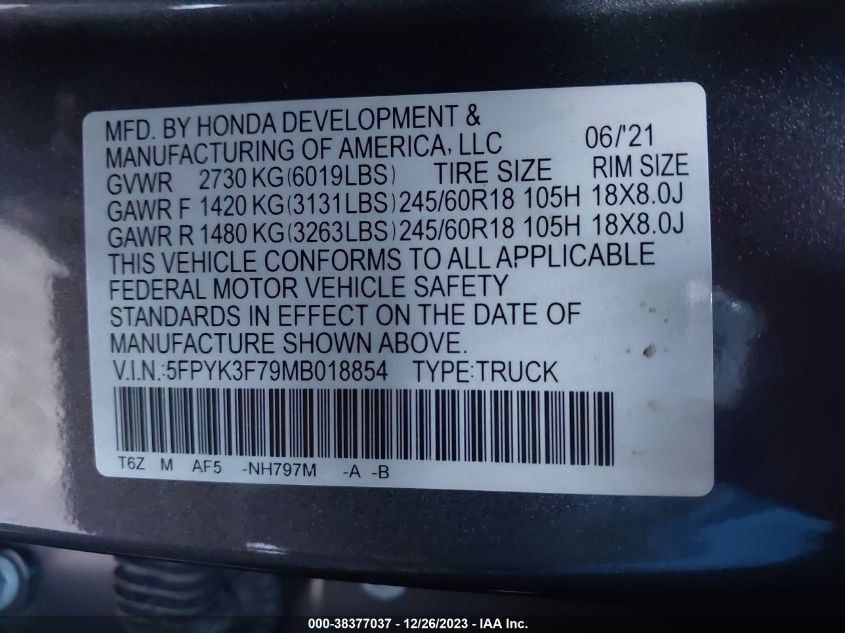 MFD. BY HONDA DEVELOPMENT &
MANUFACTURING OF AMERICA, LLC 06/'21
GVWR 2730 KG(6019LBS) TIRE SIZE RIM SIZE
GAWR F 1420 KG(3131LBS) 245/60R18 105H 18X8.0J
GAWR R 1480 KG(3263LBS) 245/60R18 105H 18X8.0J
THIS VEHICLE CONFORMS TO ALL APPLICABLE
FEDERAL MOTOR VEHICLE SAFETY
STANDARDS IN EFFECT ON THE DATE OF
MANUFACTURE SHOWN ABOVE.
V.I.N.:5FPYK3F79MB018854 TYPE:TRUCK
T6Z M AF5 -NH797M -A -B
000-38377037 - 12/26/2023 - IAA Inc.